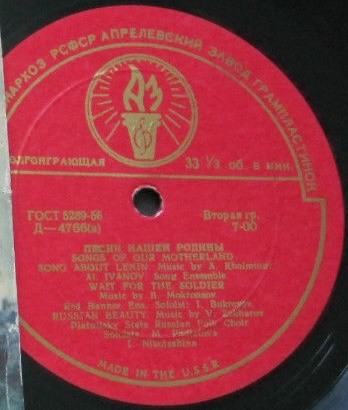 НАРХОЗ РСФСР АПРЕЛЕВСКИЙ ЗАВОД ГРАМПЛАСТИНОК
АЗ
ДОЛГОИГРАЮЩАЯ 33 1/3 об. в мин.
ГОСТ 5289-56 Вторая гр.
Д—4766(а) 7-00
ПЕСНИ НАШЕЙ РОДИНЫ
SONGS OF OUR MOTHERLAND
SONG ABOUT LENIN. Music by A. Kholminov
Al. IVANOV. Song Ensemble
WAIT FOR THE SOLDIER
Music by B. Mokrousov
Red Banner Ens. Soloist: I. Bukreyev
RUSSIAN BEAUTY. Music by V. Zakharov
State Russian Folk Choir
Soloists: M.
I.
MADE IN THE U.S.S.R